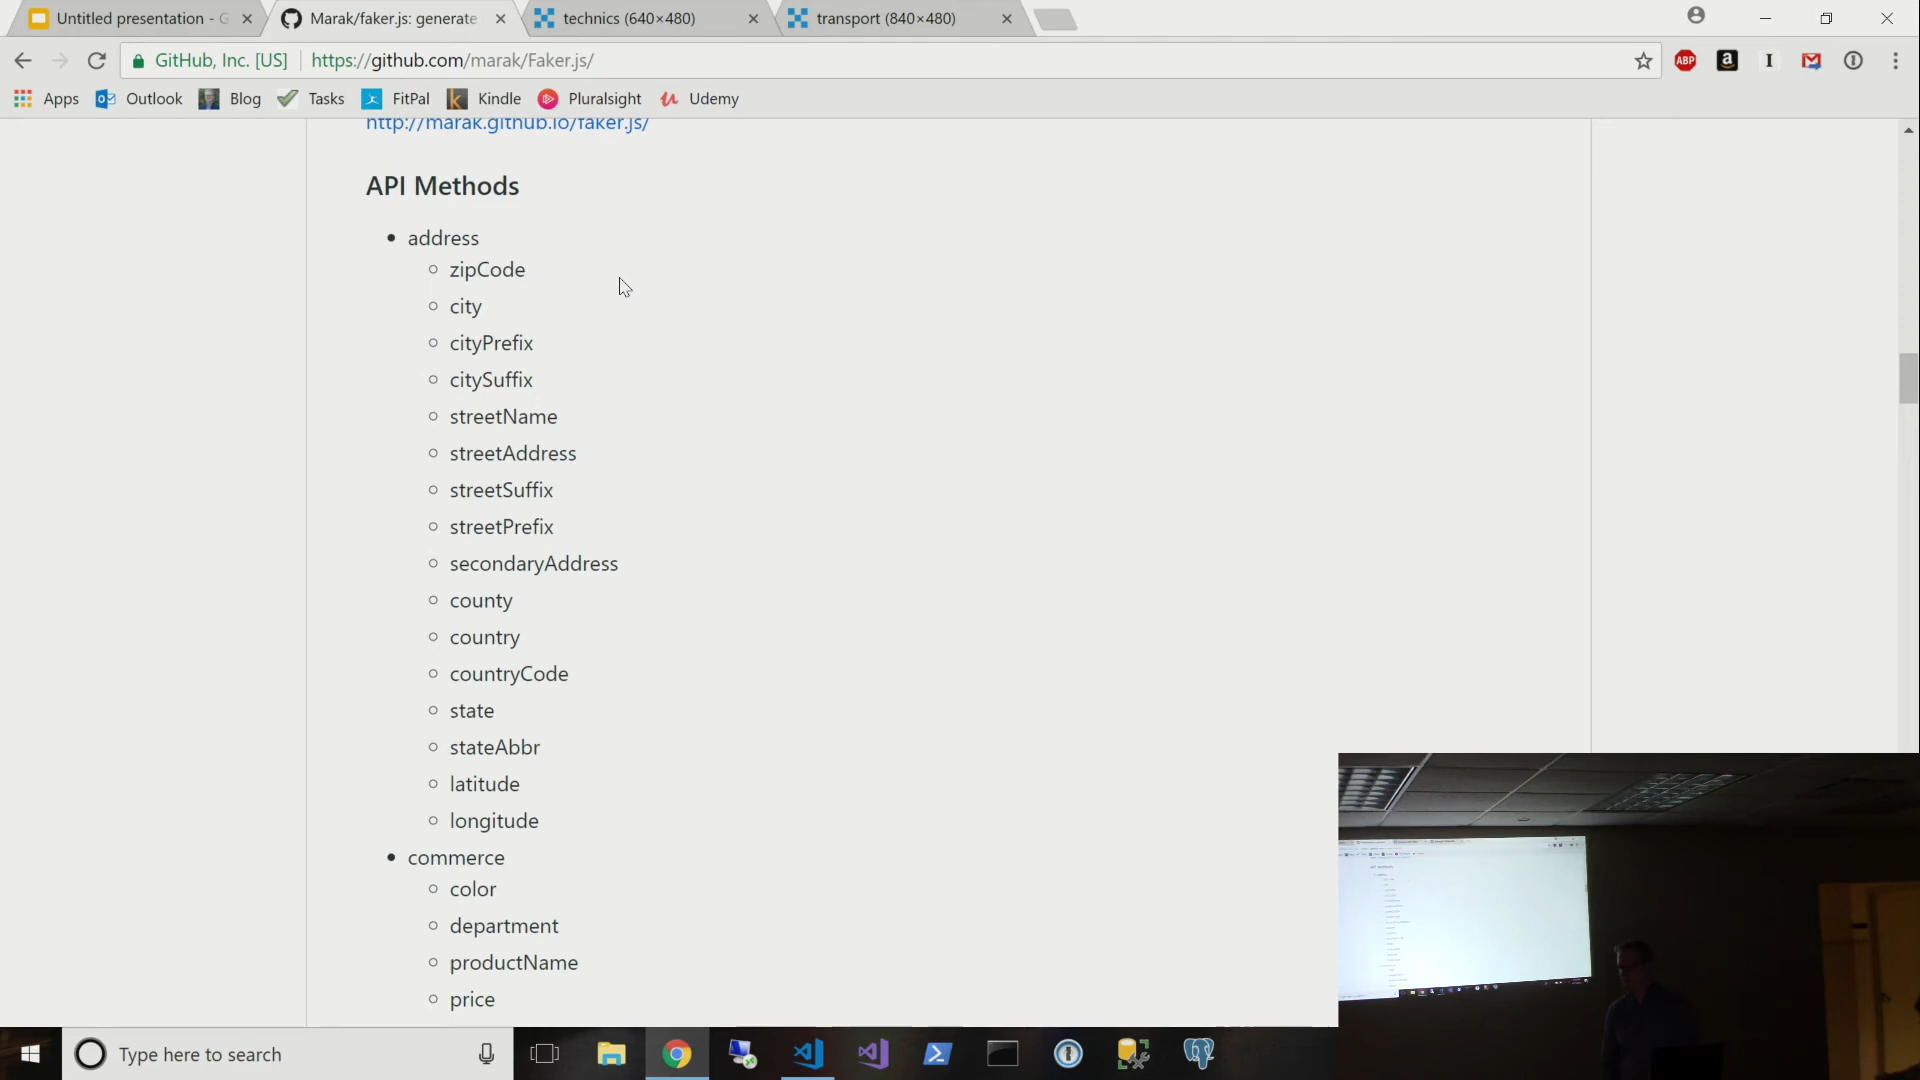 Untitled presentation - G
Marak/faker.js: generate
technics (640×480)
transport (840×480)
GitHub, Inc. [US]
https://github.com/marak/Faker.js/
ABP
Apps
Outlook
Blog
Tasks
FitPal
Kindle
Pluralsight
Udemy
http://marak.github.io/faker.js/
API Methods
address
zipCode
city
cityPrefix
citySuffix
streetName
streetAddress
streetSuffix
streetPrefix
secondaryAddress
county
country
countryCode
state
stateAbbr
latitude
longitude
commerce
color
department
productName
price
Type here to search